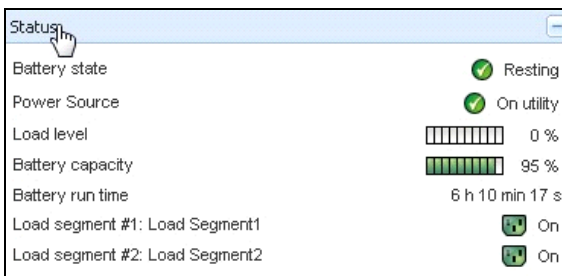 Status
Battery state Resting
Power Source On utility
Load level 0 %
Battery capacity 95 %
Battery run time 6 h 10 min 17 s
Load segment #1: Load Segment1 On
Load segment #2: Load Segment2 On